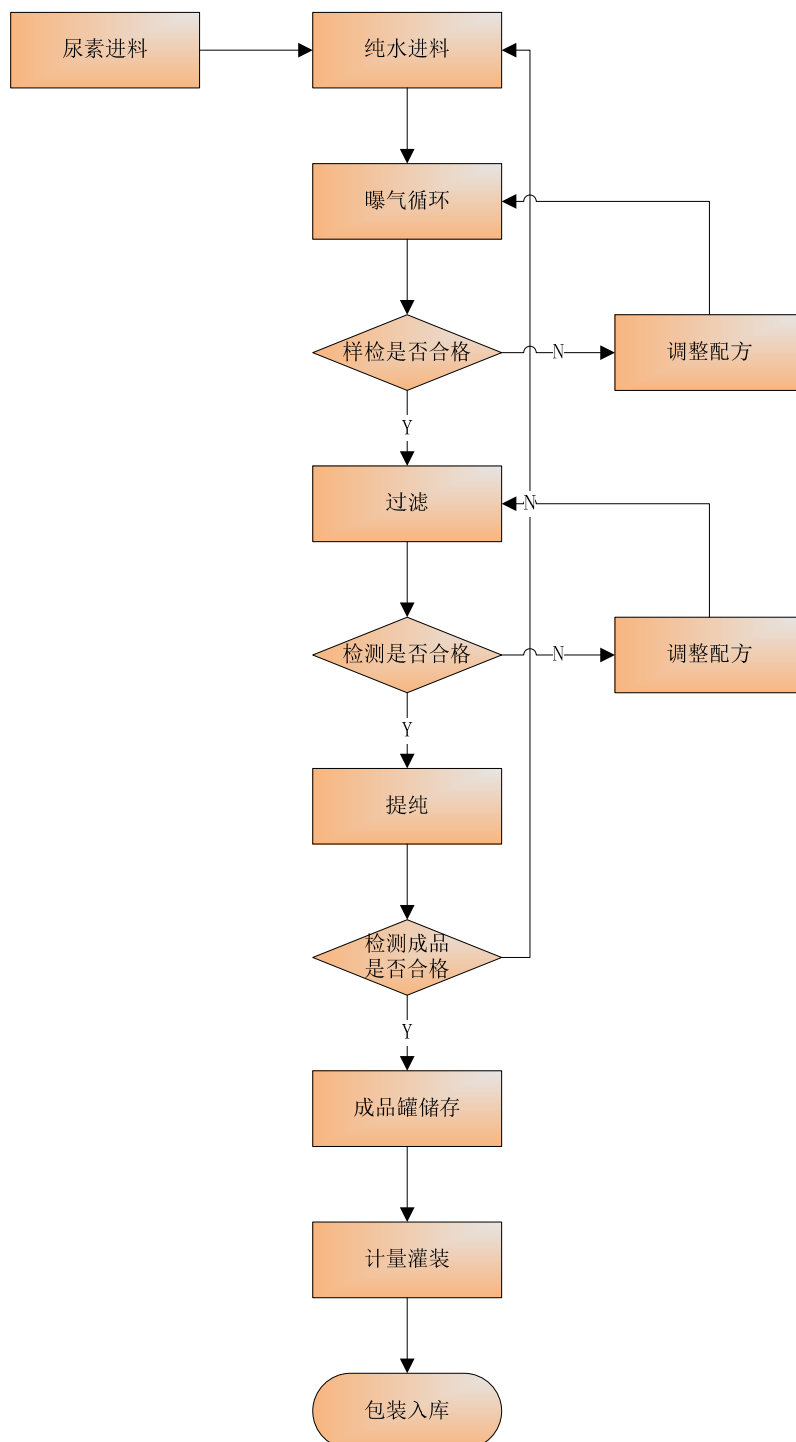 尿素进料
纯水进料
曝气循环
样检是否合格
N
调整配方
Y
过滤
N
检测是否合格
N
调整配方
Y
提纯
检测成品
是否合格
Y
成品罐储存
计量灌装
包装入库